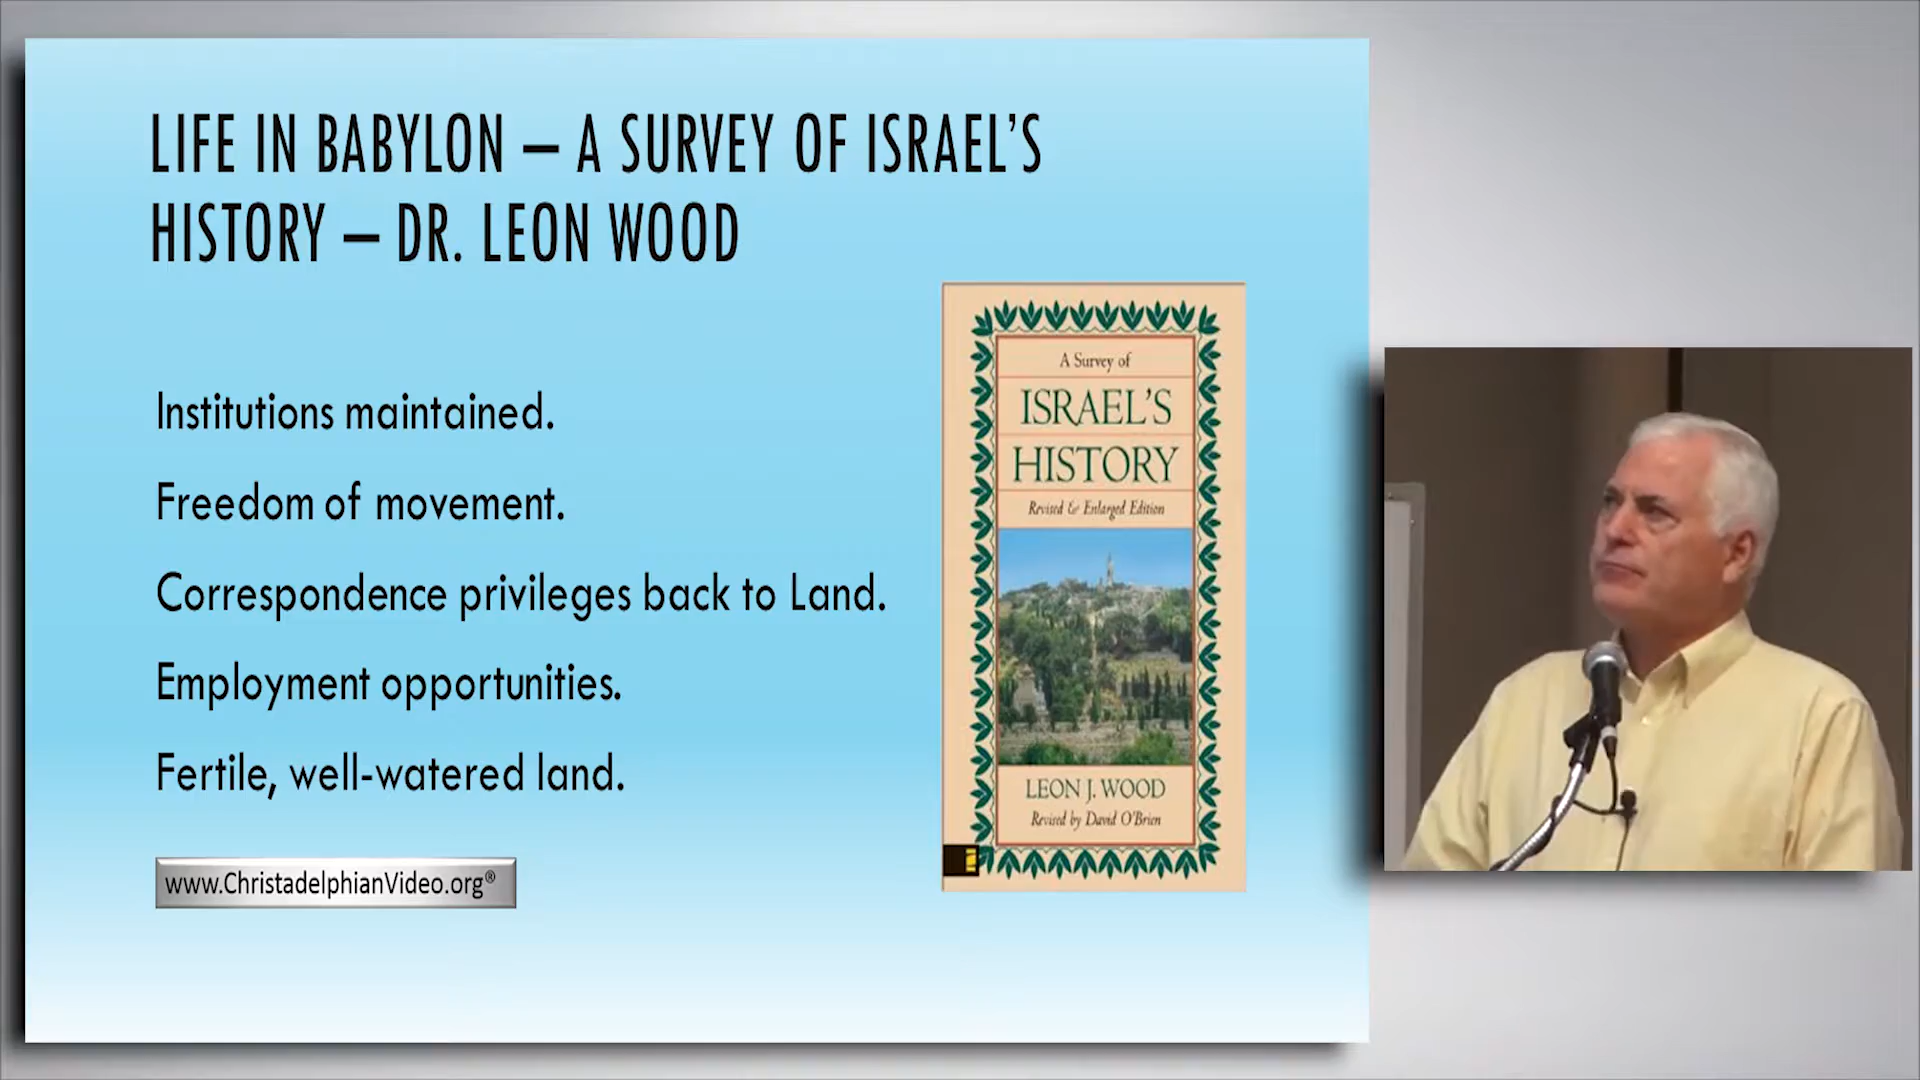 LIFE IN BABYLON – A SURVEY OF ISRAEL'S
HISTORY – DR. LEON WOOD
Institutions maintained.
Freedom of movement.
Correspondence privileges back to Land.
Employment opportunities.
Fertile, well-watered land.
www.ChristadelphianVideo.org®
A Survey of
ISRAEL'S
HISTORY
Revised & Enlarged Edition
LEON J. WOOD
Revised by David O'Brien